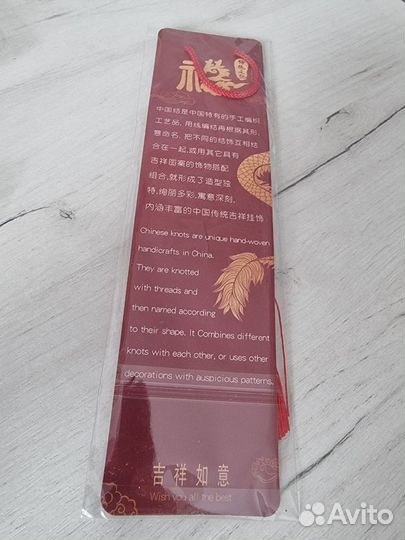 中国结是中国特有的手工编织
工艺品, 用线编结再根据其形,
意命名, 把不同的结饰互相结
合在一起,或用其它具有
吉祥图案的饰物搭配
组合,就形成了造型独
特,绚丽多彩,寓意深刻,
内涵丰富的中国传统吉祥挂饰
Chinese knots are unique hand-woven
handicrafts in China.
They are knotted
with threads and
then named according
to their shape. It Combines different
knots with each other, or uses other
decorations with auspicious patterns.
吉祥如意
Wish you all the best
Avito